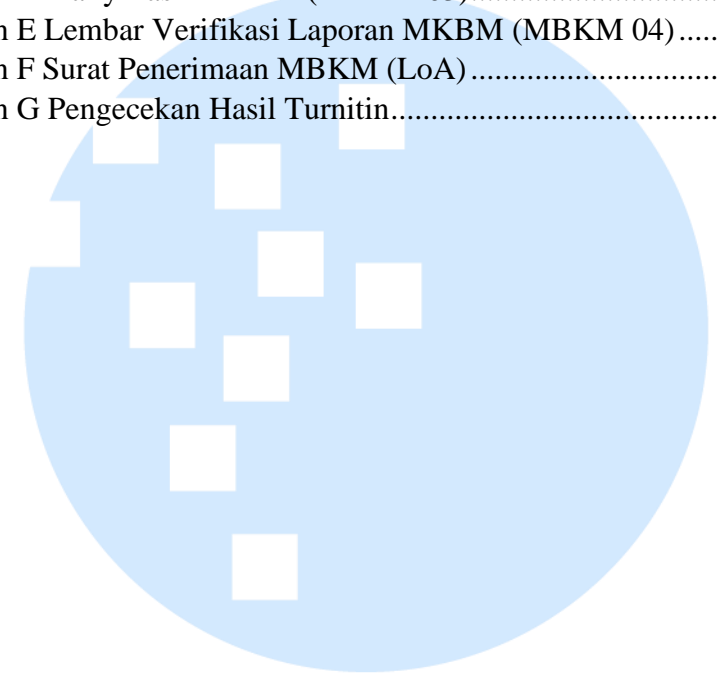 n E Lembar Verifikasi Laporan MKBM (MBKM 04).....
n F Surat Penerimaan MBKM (LoA)................................
n G Pengecekan Hasil Turnitin..........................................